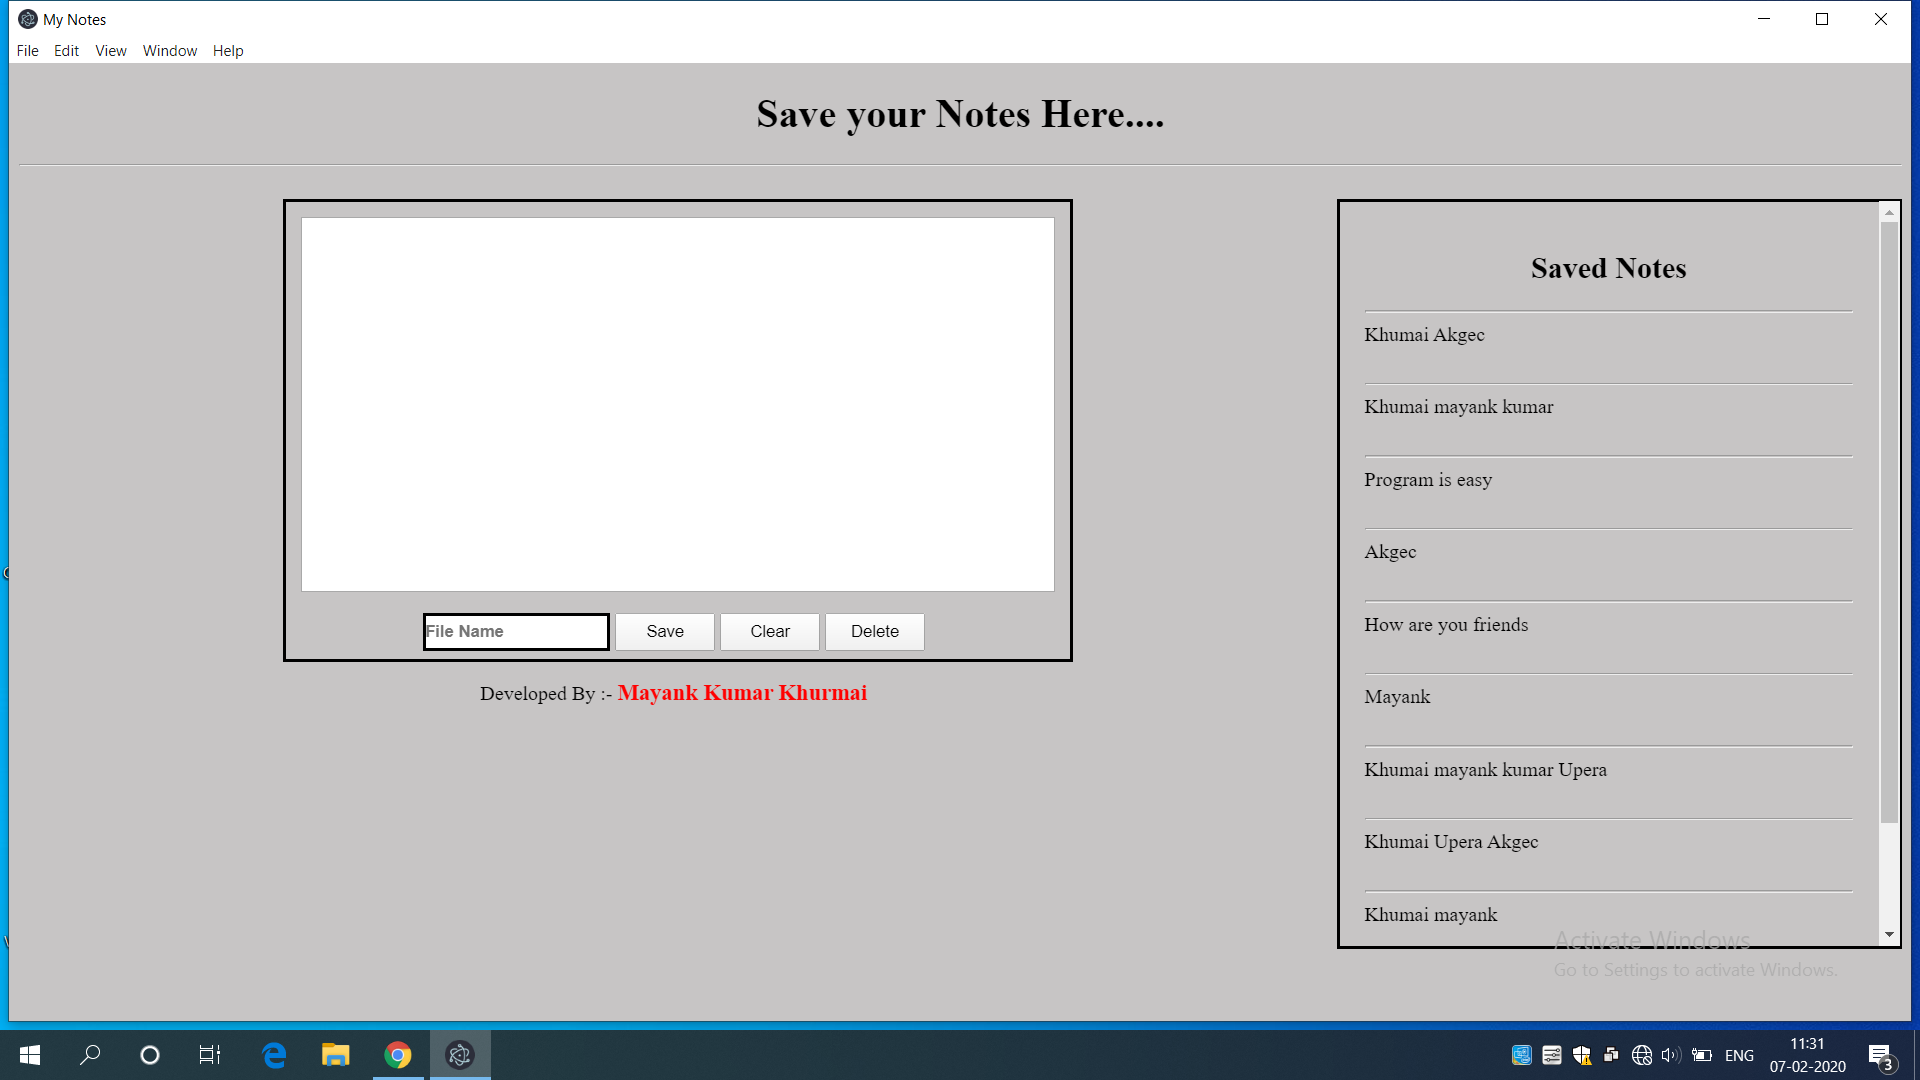 My Notes
File Edit View Window Help
Save your Notes Here....
File Name Save Clear Delete
Developed By :- Mayank Kumar Khurmai
Saved Notes
Khumai Akgec
Khumai mayank kumar
Program is easy
Akgec
How are you friends
Mayank
Khumai mayank kumar Upera
Khumai Upera Akgec
Khumai mayank
Activate Windows
Go to Settings to activate Windows.
ENG
11:31
07-02-2020
3